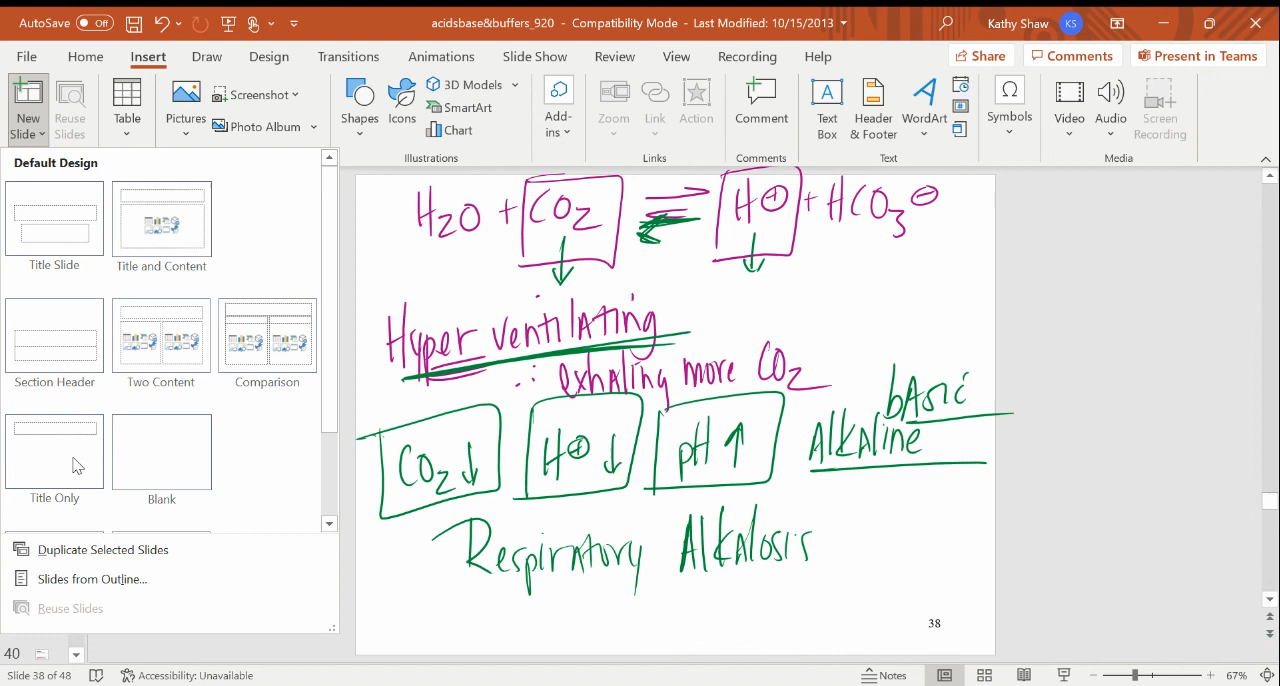 AutoSave Off acidsbase&buffers_920 - Compatibility Mode - Last Modified: 10/15/2013 Kathy Shaw KS
File Home Insert Draw Design Transitions Animations Slide Show Review View Recording Help Share Comments Present in Teams
New Slide
Reuse Slides
Table
Pictures
Screenshot
Photo Album
Shapes
Icons
3D Models
SmartArt
Chart
Add-ins
Zoom
Link
Action
Comment
Text Box
Header & Footer
WordArt
Symbols
Video
Audio
Screen Recording
Illustrations Links Comments Text Media
Default Design
Title Slide
Title and Content
Section Header
Two Content
Comparison
Title Only
Blank
Duplicate Selected Slides
Slides from Outline...
Reuse Slides
H2O + CO2 ⇌ H⊕ + HCO3⊖
↓ ↓
Hyper ventilating
∴ exhaling more CO2
basic
CO2 ↓ H⊕ ↓ pH ↑ Alkaline
Respiratory Alkalosis
38
40
Slide 38 of 48 Accessibility: Unavailable Notes 67%